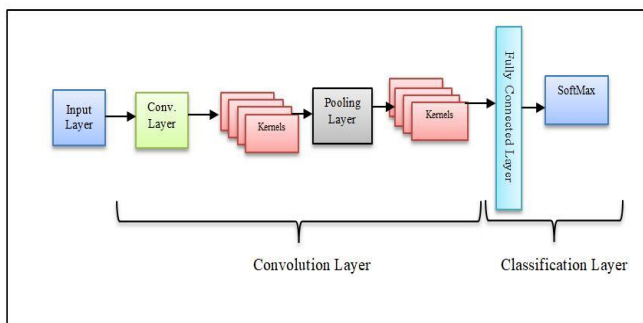 Input
Layer
Conv.
Layer
Kernels
Pooling
Layer
Kernels
Fully Connected Layer
SoftMax
Convolution Layer
Classification Layer